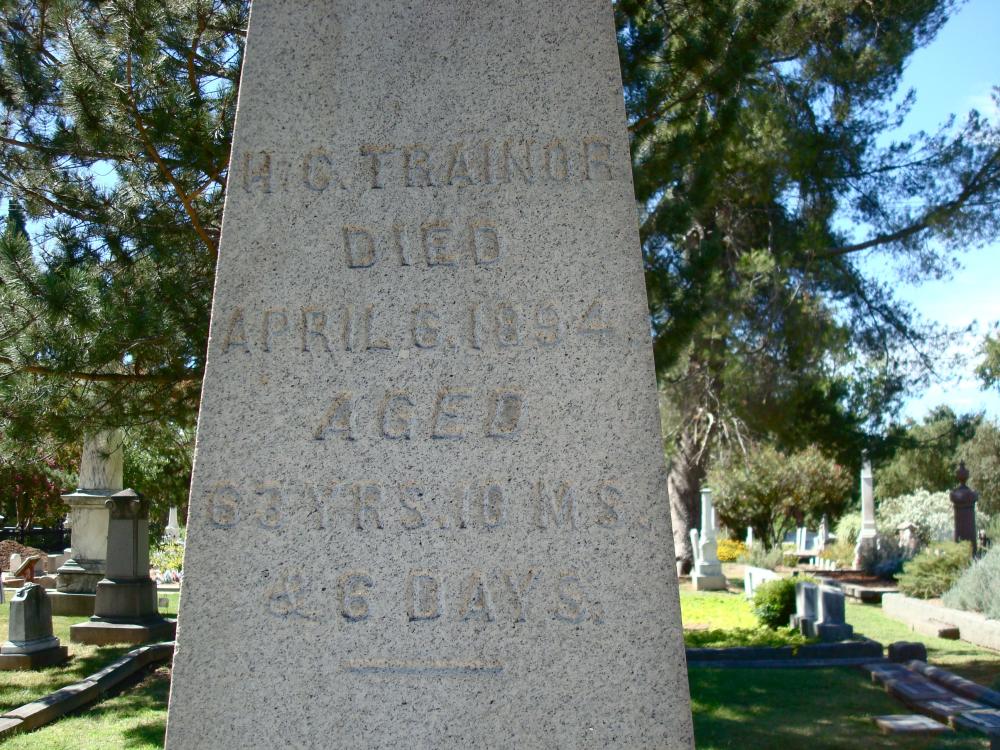 H. C. TRAINOR
DIED
APRIL 6, 1894.
AGED
63 YRS. 10 MS.
& 6 DAYS.